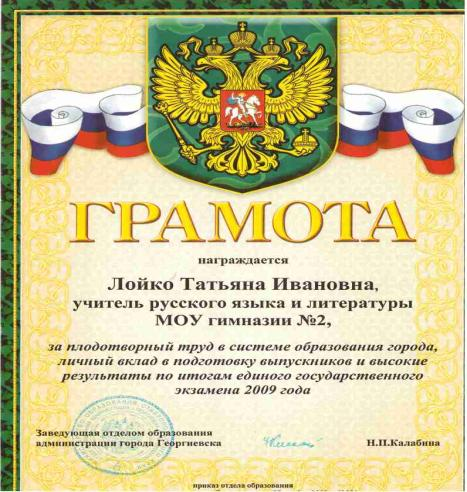 ГРАМОТА
награждается
Лойко Татьяна Ивановна,
учитель русского языка и литературы
МОУ гимназии №2,
за плодотворный труд в системе образования города,
личный вклад в подготовку выпускников и высокие
результаты по итогам единого государственного
экзамена 2009 года
Заведующая отделом образования
администрации города Георгиевска
Н.П.Калабина
приказ отдела образования